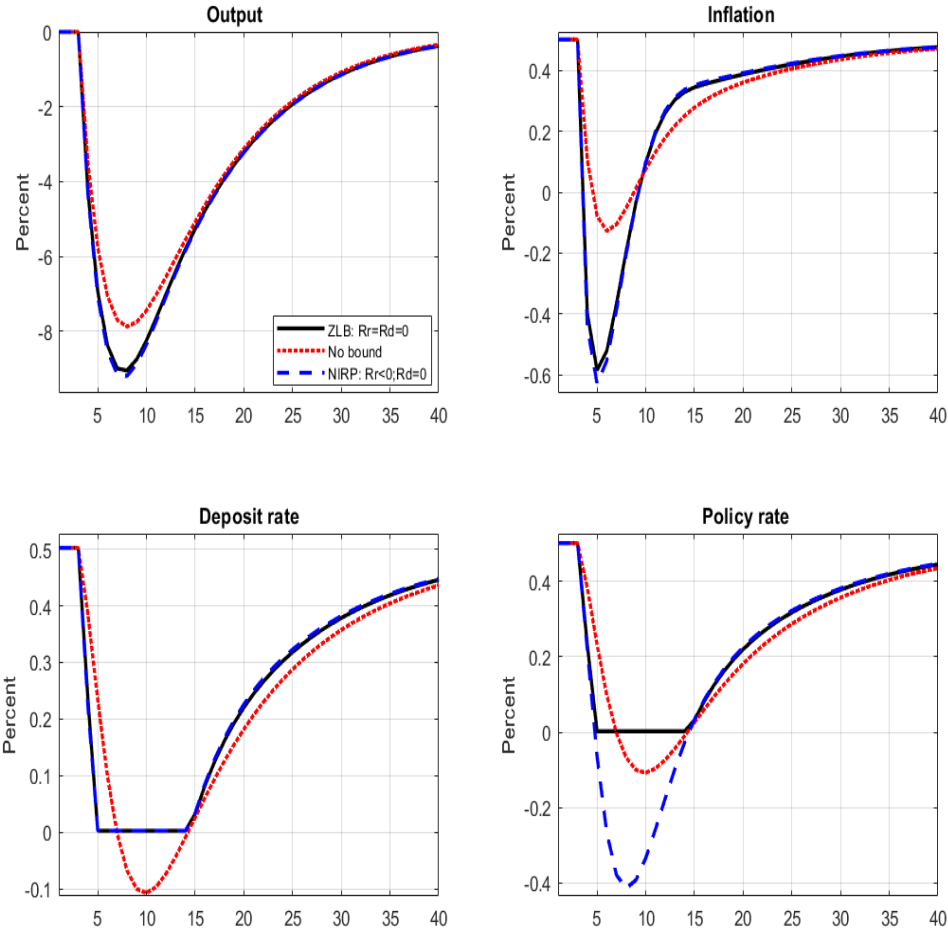 Output
Percent
0
-2
-4
-6
-8
ZLB: Rr=Rd=0
No bound
NIRP: Rr<0;Rd=0
5 10 15 20 25 30 35 40
Inflation
Percent
0.4
0.2
0
-0.2
-0.4
-0.6
5 10 15 20 25 30 35 40
Deposit rate
Percent
0.5
0.4
0.3
0.2
0.1
0
-0.1
5 10 15 20 25 30 35 40
Policy rate
Percent
0.4
0.2
0
-0.2
-0.4
5 10 15 20 25 30 35 40